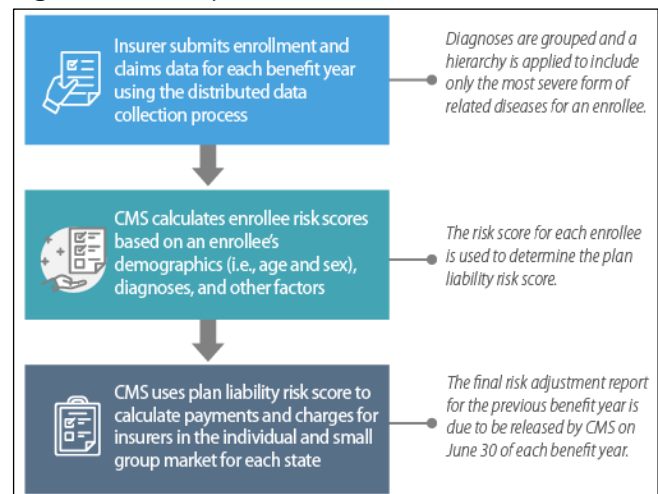 Insurer submits enrollment and
claims data for each benefit year
using the distributed data
collection process
Diagnoses are grouped and a
hierarchy is applied to include
only the most severe form of
related diseases for an enrollee.
CMS calculates enrollee risk scores
based on an enrollee's
demographics (i.e., age and sex),
diagnoses, and other factors
The risk score for each enrollee
is used to determine the plan
liability risk score.
CMS uses plan liability risk score to
calculate payments and charges for
insurers in the individual and small
group market for each state
The final risk adjustment report
for the previous benefit year is
due to be released by CMS on
June 30 of each benefit year.